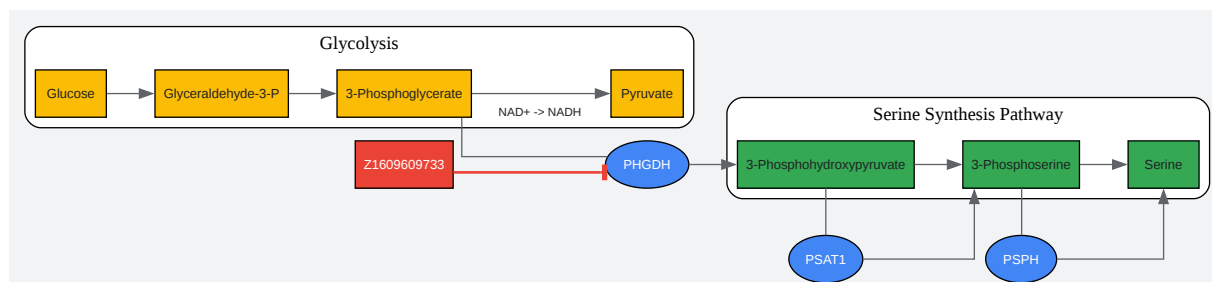 Glycolysis
Glucose
Glyceraldehyde-3-P
3-Phosphoglycerate
NAD+ -> NADH
Pyruvate
Serine Synthesis Pathway
Z1609609733
PHGDH
3-Phosphohydroxypyruvate
3-Phosphoserine
Serine
PSAT1
PSPH